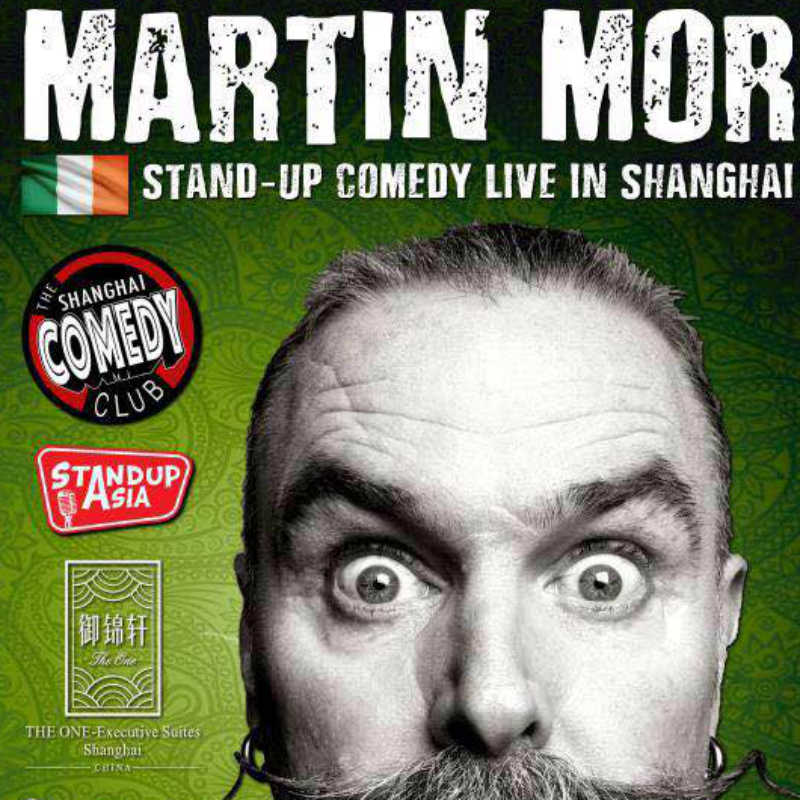 MARTIN MOR
STAND-UP COMEDY LIVE IN SHANGHAI
THE
SHANGHAI
COMEDY
CLUB
STANDUP
ASIA
御锦轩
The One
THE ONE-Executive Suites
Shanghai
CHINA